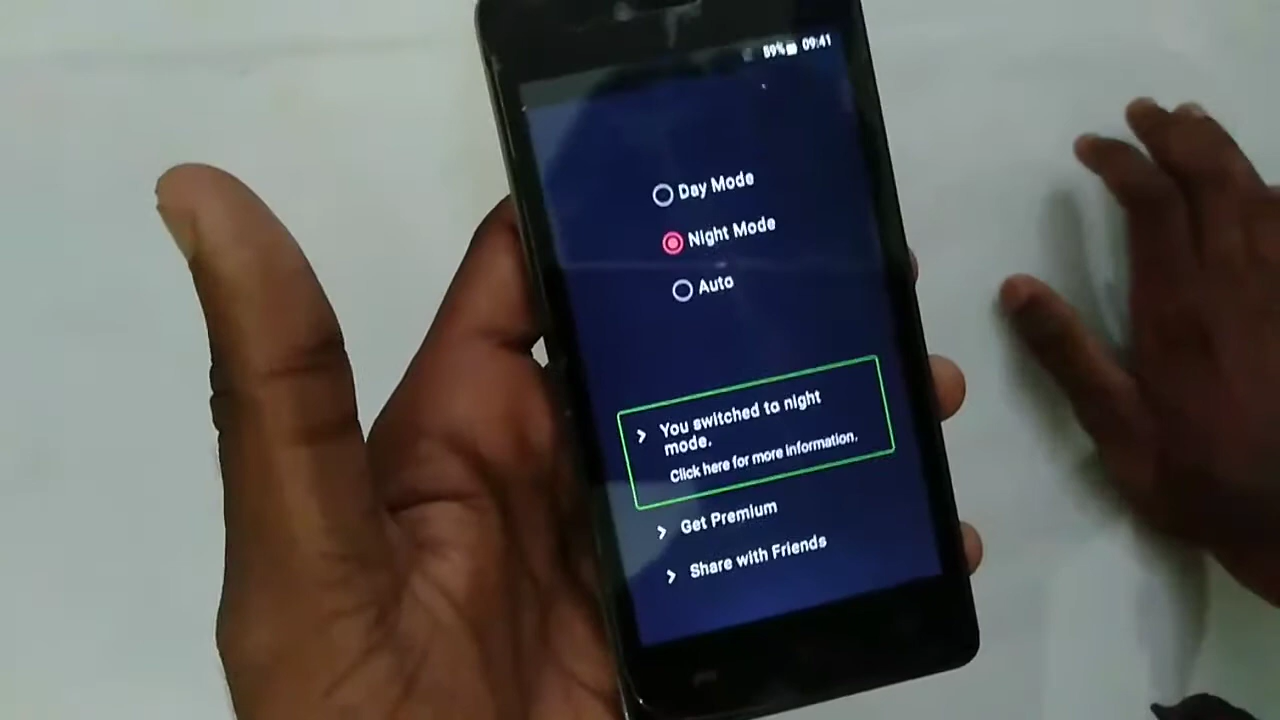 59% 09:41
Day Mode
Night Mode
Auto
You switched to night
mode.
Click here for more information.
Get Premium
Share with Friends